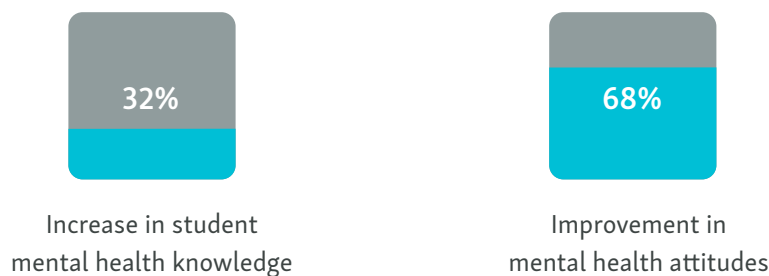 32%
68%
Increase in student
mental health knowledge
Improvement in
mental health attitudes